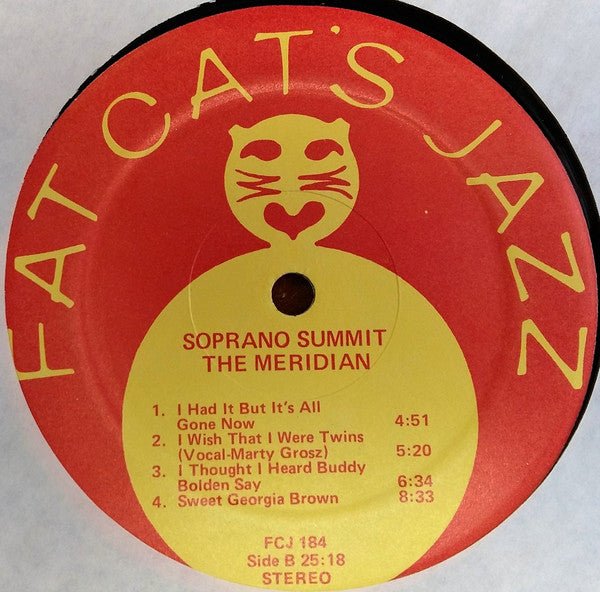 FAT CAT'S JAZZ
SOPRANO SUMMIT
THE MERIDIAN
1. I Had It But It's All
Gone Now 4:51
2. I Wish That I Were Twins
(Vocal-Marty Grosz) 5:20
3. I Thought I Heard Buddy
Bolden Say 6:34
4. Sweet Georgia Brown 8:33
FCJ 184
Side B 25:18
STEREO